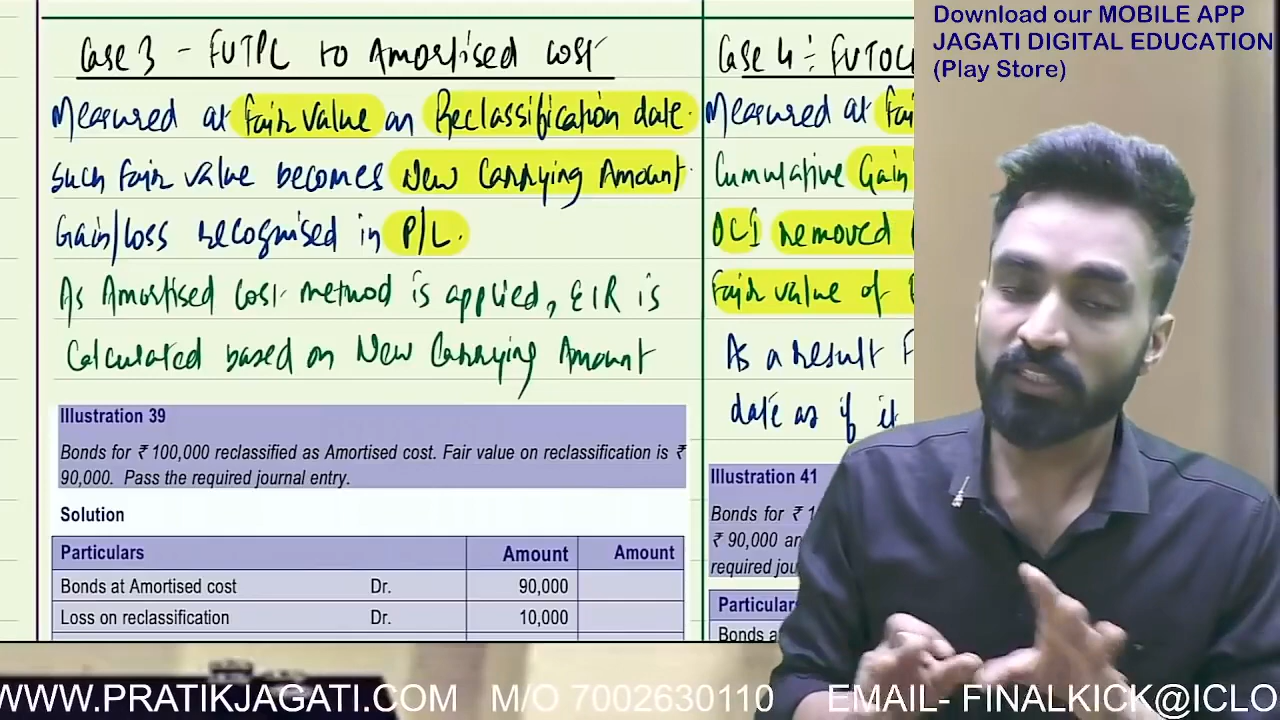 Download our MOBILE APP
JAGATI DIGITAL EDUCATION
(Play Store)
Case 3 - FVTPL to Amortised cost
Measured at fair value on Reclassification date.
Such fair value becomes New Carrying Amount.
Gain/loss recognised in P/L.
As Amortised cost method is applied, EIR is
Calculated based on New Carrying Amount
Illustration 39
Bonds for ₹ 100,000 reclassified as Amortised cost. Fair value on reclassification is ₹
90,000. Pass the required journal entry.
Solution
Particulars Amount Amount
Bonds at Amortised cost Dr. 90,000
Loss on reclassification Dr. 10,000
Case 4 :
Measured at
Cumulative Gain
OCI removed
Fair value of
As a result
date as if it
Illustration 41
Bonds for ₹ 1
₹ 90,000
required
Particulars
Bonds
WWW.PRATIKJAGATI.COM M/O 7002630110 EMAIL- FINALKICK@ICLO